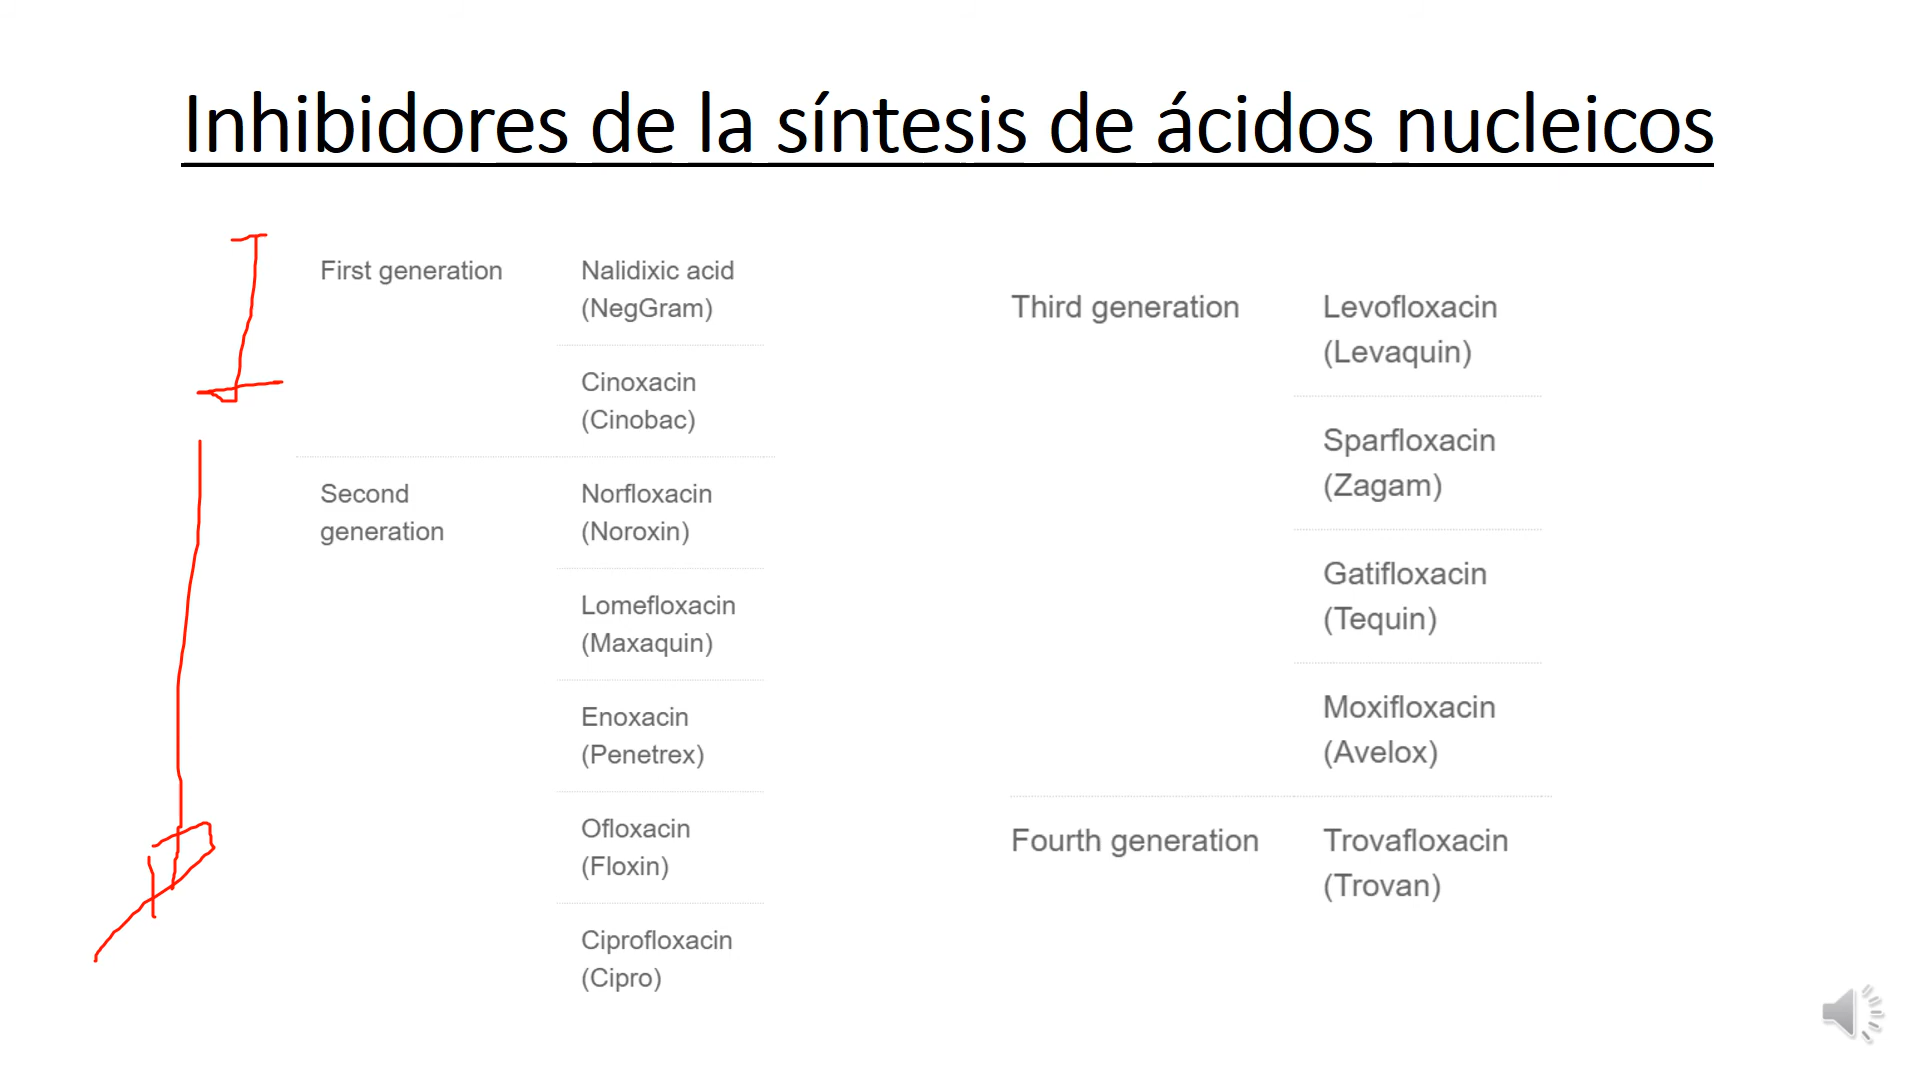 Inhibidores de la síntesis de ácidos nucleicos
First generation
Nalidixic acid
(NegGram)
Cinoxacin
(Cinobac)
Second
generation
Norfloxacin
(Noroxin)
Lomefloxacin
(Maxaquin)
Enoxacin
(Penetrex)
Ofloxacin
(Floxin)
Ciprofloxacin
(Cipro)
Third generation
Levofloxacin
(Levaquin)
Sparfloxacin
(Zagam)
Gatifloxacin
(Tequin)
Moxifloxacin
(Avelox)
Fourth generation
Trovafloxacin
(Trovan)